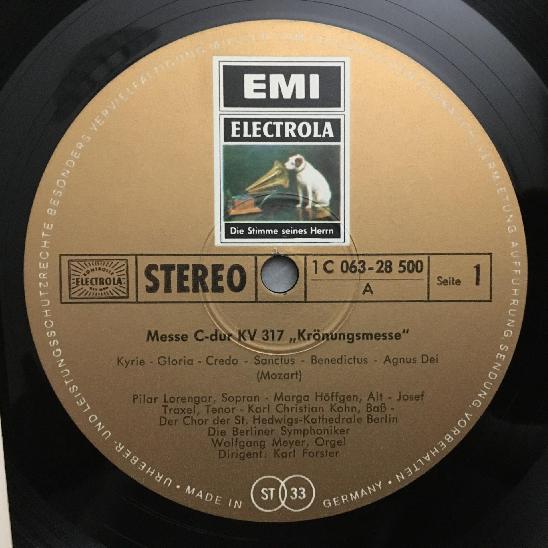 EMI
ELECTROLA
Die Stimme seines Herrn
ELECTROLA
STEREO
1 C 063-28 500
A
Seite 1
Messe C-dur KV 317 „Krönungsmesse"
Kyrie - Gloria - Credo - Sanctus - Benedictus - Agnus Dei
(Mozart)
Pilar Lorengar, Sopran - Marga Höffgen, Alt - Josef
Traxel, Tenor - Karl Christian Kohn, Baß -
Der Chor der St. Hedwigs-Kathedrale Berlin
Die Berliner Symphoniker
Wolfgang Meyer, Orgel
Dirigent: Karl Forster
URHEBER- UND LEISTUNGSSCHUTZRECHTE BESONDERS VERVIELFÄLTIGUNG
VERMIETUNG AUFFÜHRUNG SENDUNG VORBEHALTEN
• MADE IN ST 33 GERMANY •